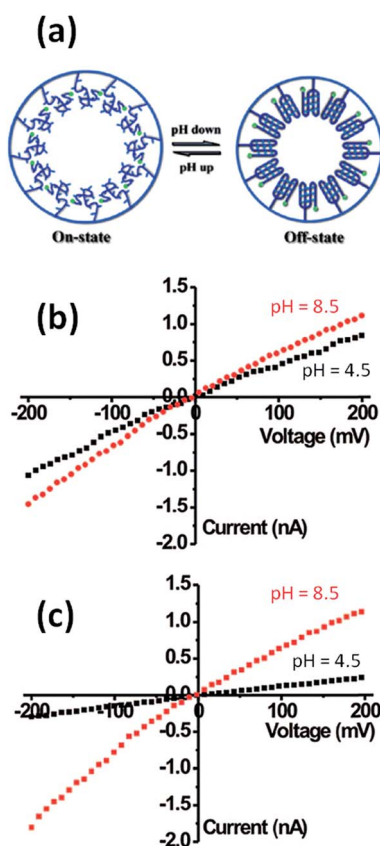 (a)
pH down
pH up
On-state
Off-state
(b)
1.5
1.0
0.5
0.0
-0.5
-1.0
-1.5
-2.0
-200
-100
0
100
200
pH = 8.5
pH = 4.5
Voltage (mV)
Current (nA)
(c)
1.5
1.0
0.5
0.0
-0.5
-1.0
-1.5
-2.0
-200
-100
0
100
200
pH = 8.5
pH = 4.5
Voltage (mV)
Current (nA)